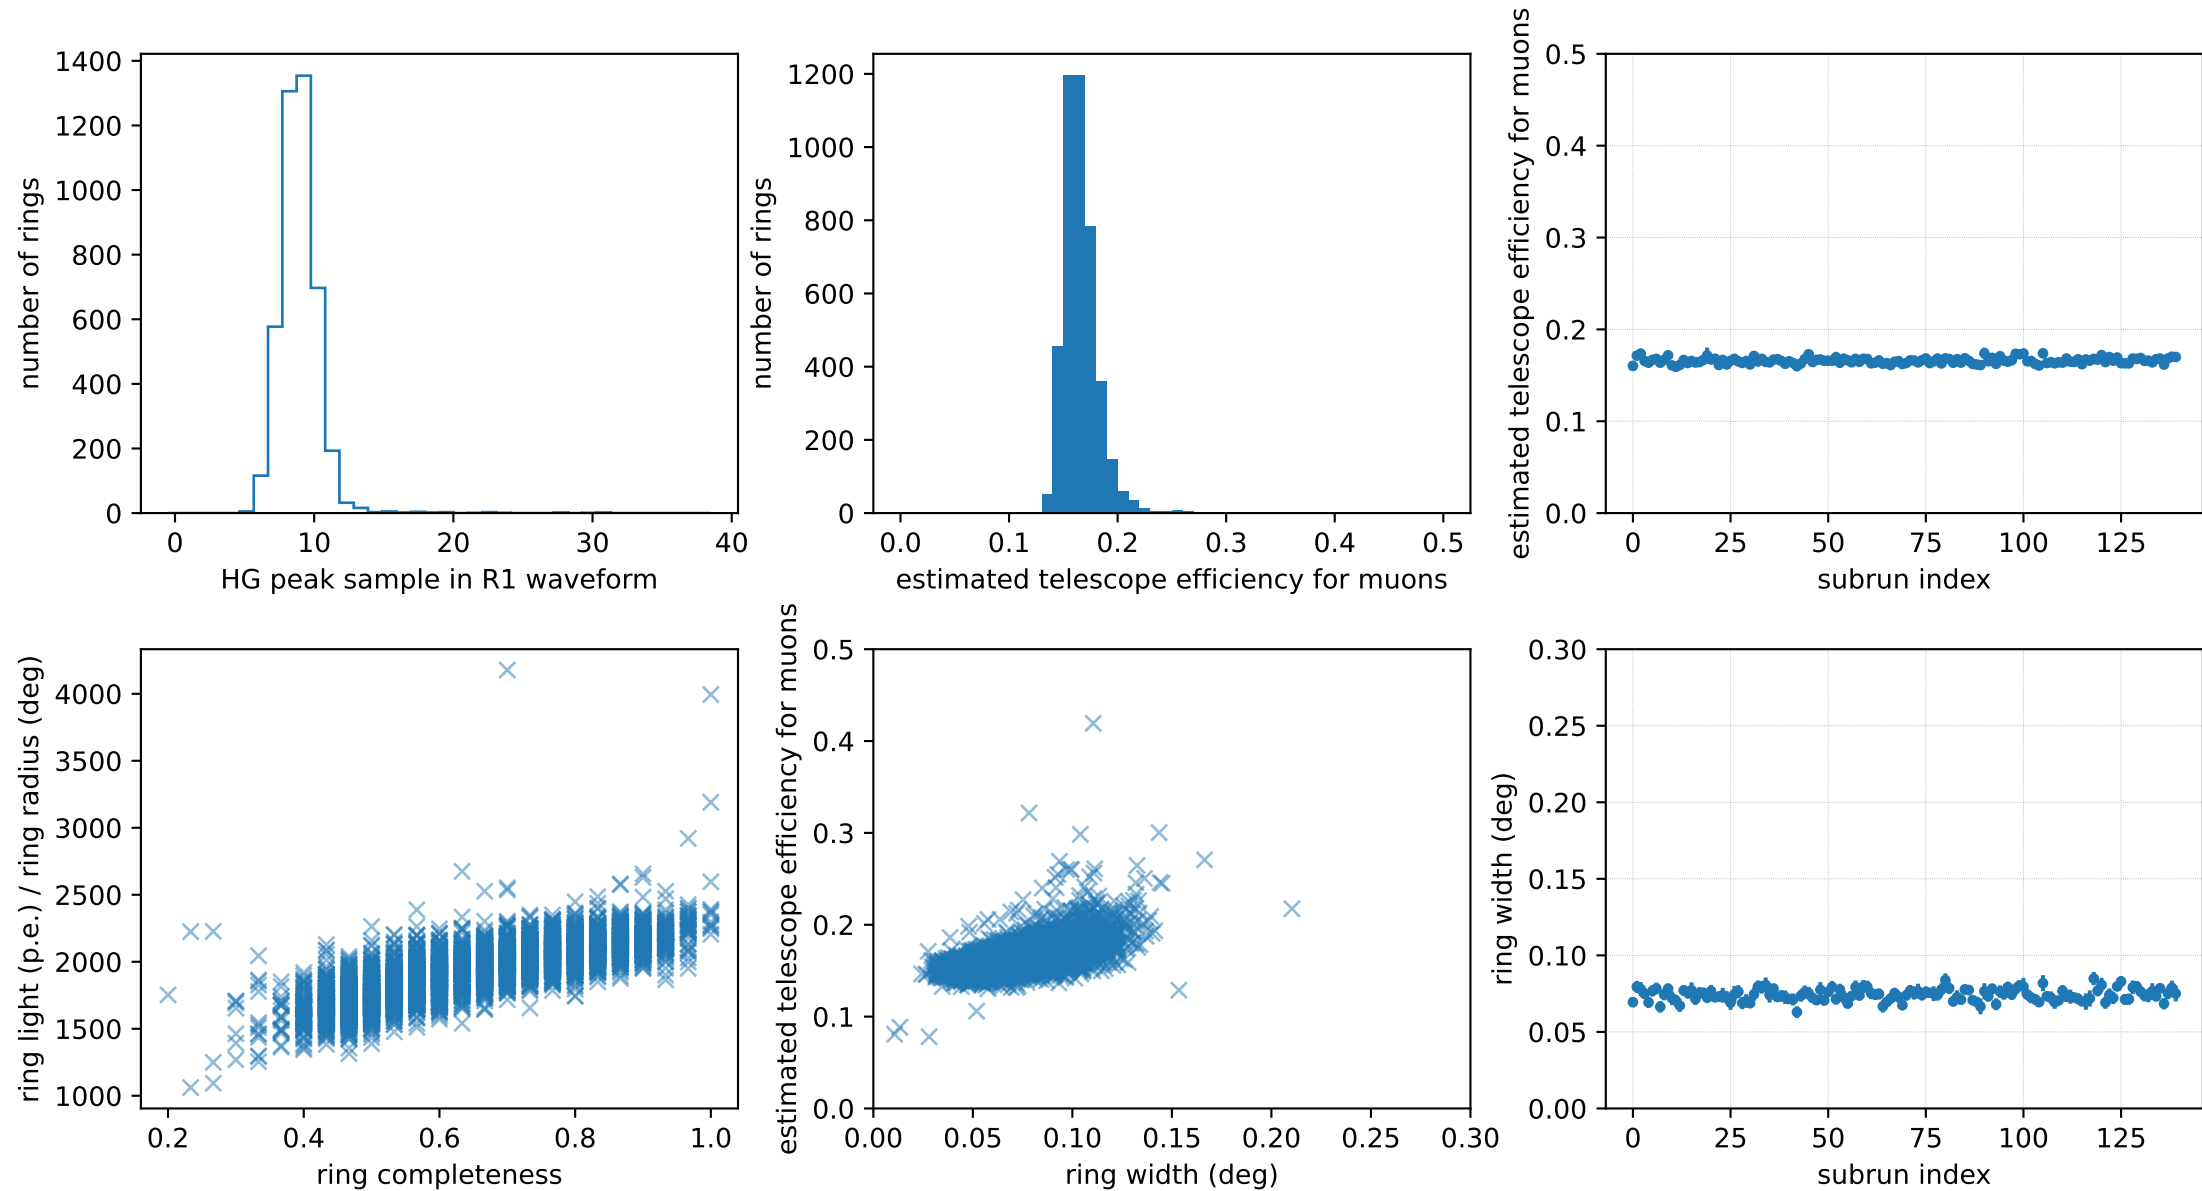 1400
1200
1000
800
600
400
200
0
number of rings
0 10 20 30 40
HG peak sample in R1 waveform
1200
1000
800
600
400
200
0
number of rings
0.0 0.1 0.2 0.3 0.4 0.5
estimated telescope efficiency for muons
0.5
0.4
0.3
0.2
0.1
0.0
estimated telescope efficiency for muons
0 25 50 75 100 125
subrun index
4000
3500
3000
2500
2000
1500
1000
ring light (p.e.) / ring radius (deg)
0.2 0.4 0.6 0.8 1.0
ring completeness
0.5
0.4
0.3
0.2
0.1
0.0
estimated telescope efficiency for muons
0.00 0.05 0.10 0.15 0.20 0.25 0.30
ring width (deg)
0.30
0.25
0.20
0.15
0.10
0.05
0.00
ring width (deg)
0 25 50 75 100 125
subrun index